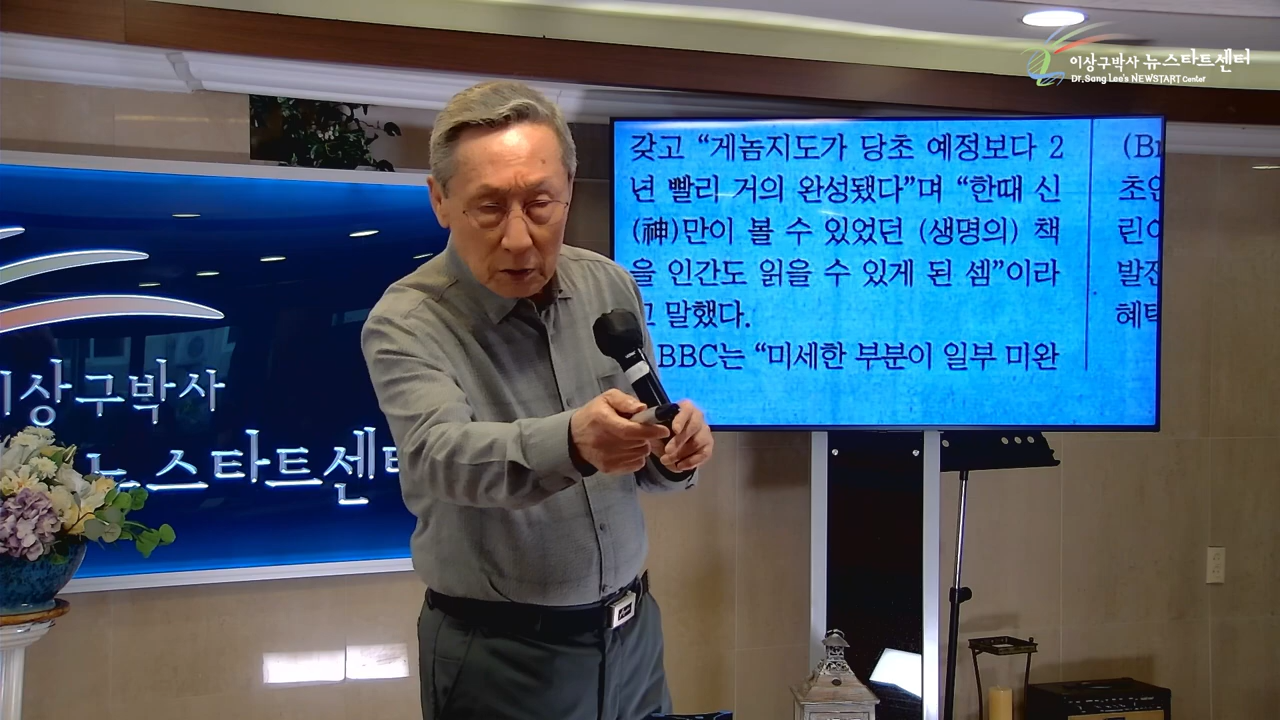 이상구박사 뉴스타트센터
Dr. Sang Lee's NEWSTART Center
갖고 “게놈지도가 당초 예정보다 2
년 빨리 거의 완성됐다”며 “한때 신
(神)만이 볼 수 있었던 (생명의) 책
을 인간도 읽을 수 있게 된 셈”이라
고 말했다.
BBC는 “미세한 부분이 일부 미완
초
린
발전
혜택
이상구박사
뉴스타트센터